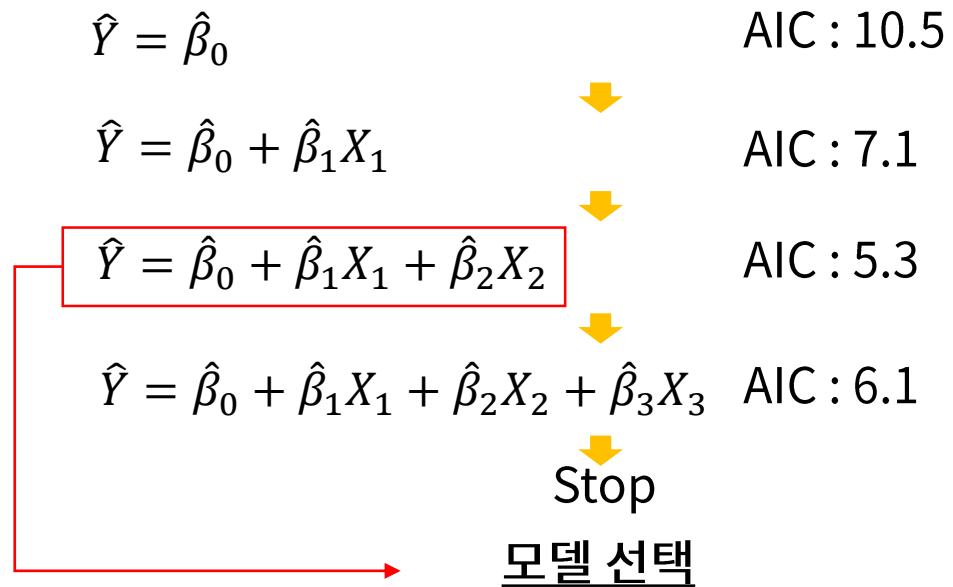 Ŷ = β̂₀ AIC : 10.5
Ŷ = β̂₀ + β̂₁X₁ AIC : 7.1
Ŷ = β̂₀ + β̂₁X₁ + β̂₂X₂ AIC : 5.3
Ŷ = β̂₀ + β̂₁X₁ + β̂₂X₂ + β̂₃X₃ AIC : 6.1
Stop
모델 선택